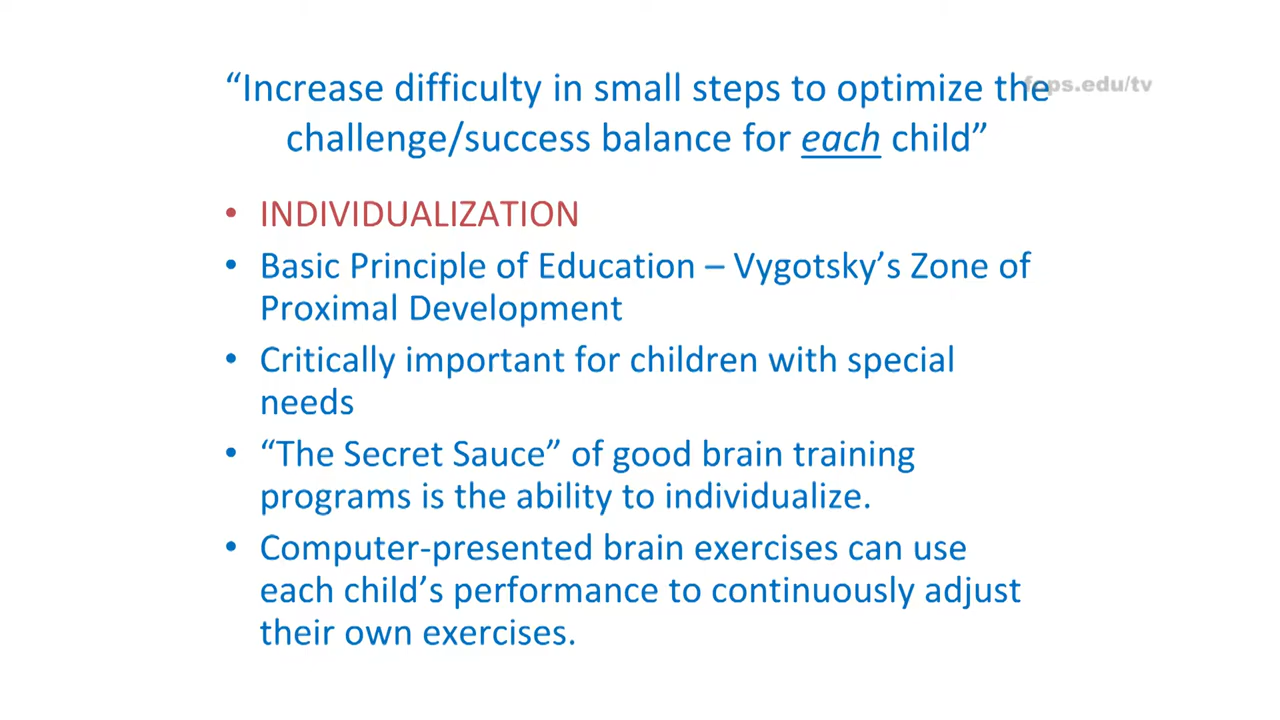 “Increase difficulty in small steps to optimize the
challenge/success balance for each child”
• INDIVIDUALIZATION
• Basic Principle of Education – Vygotsky’s Zone of
Proximal Development
• Critically important for children with special
needs
• “The Secret Sauce” of good brain training
programs is the ability to individualize.
• Computer-presented brain exercises can use
each child’s performance to continuously adjust
their own exercises.